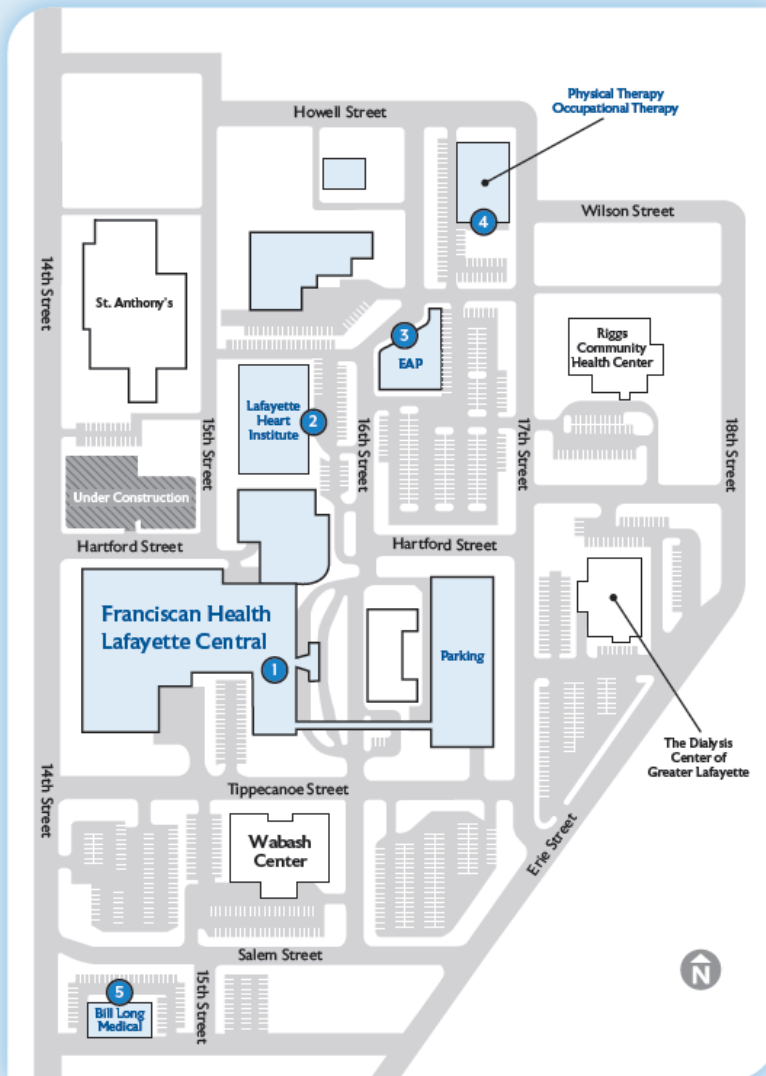 Physical Therapy
Occupational Therapy
Howell Street
Wilson Street
4
14th Street
St. Anthony's
3
EAP
Riggs
Community
Health Center
Lafayette
Heart
Institute
2
15th Street
16th Street
17th Street
18th Street
Under Construction
Hartford Street
Hartford Street
Franciscan Health
Lafayette Central
1
Parking
The Dialysis
Center of
Greater Lafayette
14th Street
Tippecanoe Street
Wabash
Center
Erie Street
Salem Street
N
15th Street
5
Bill Long
Medical